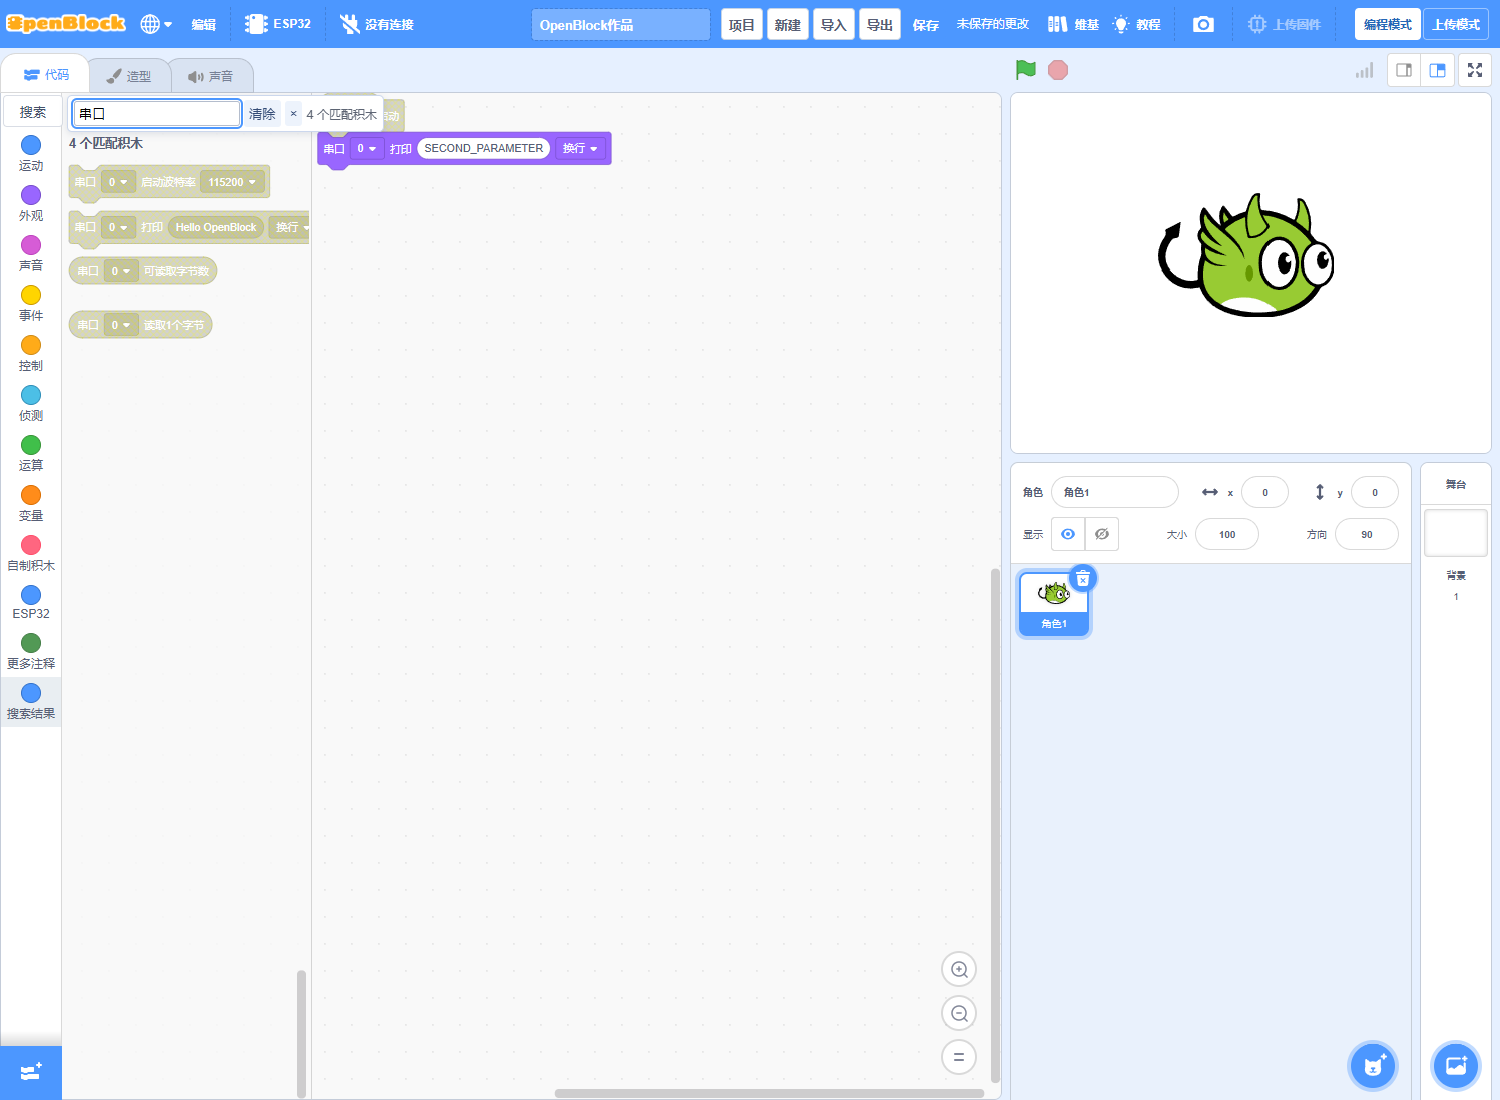 OpenBlock
编辑
ESP32
没有连接
OpenBlock作品
项目
新建
导入
导出
保存
未保存的更改
维基
教程
上传固件
编程模式
上传模式
代码
造型
声音
搜索
串口
清除
×
4 个匹配积木
动
4 个匹配积木
串口 0 启动波特率 115200
串口 0 打印 Hello OpenBlock 换行
串口 0 可读取字节数
串口 0 读取1个字节
串口 0 打印 SECOND_PARAMETER 换行
运动
外观
声音
事件
控制
侦测
运算
变量
自制积木
ESP32
更多注释
搜索结果
角色
角色1
x
0
y
0
显示
大小
100
方向
90
角色1
舞台
背景
1